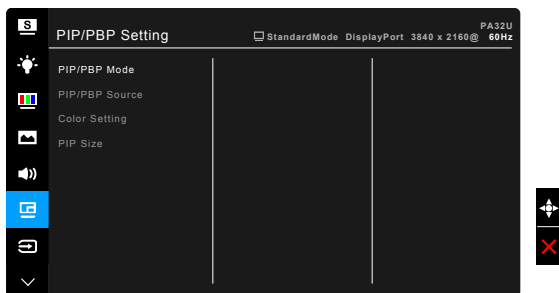 S
PA32U
PIP/PBP Setting
StandardMode DisplayPort 3840 x 2160@ 60Hz
PIP/PBP Mode
PIP/PBP Source
Color Setting
PIP Size